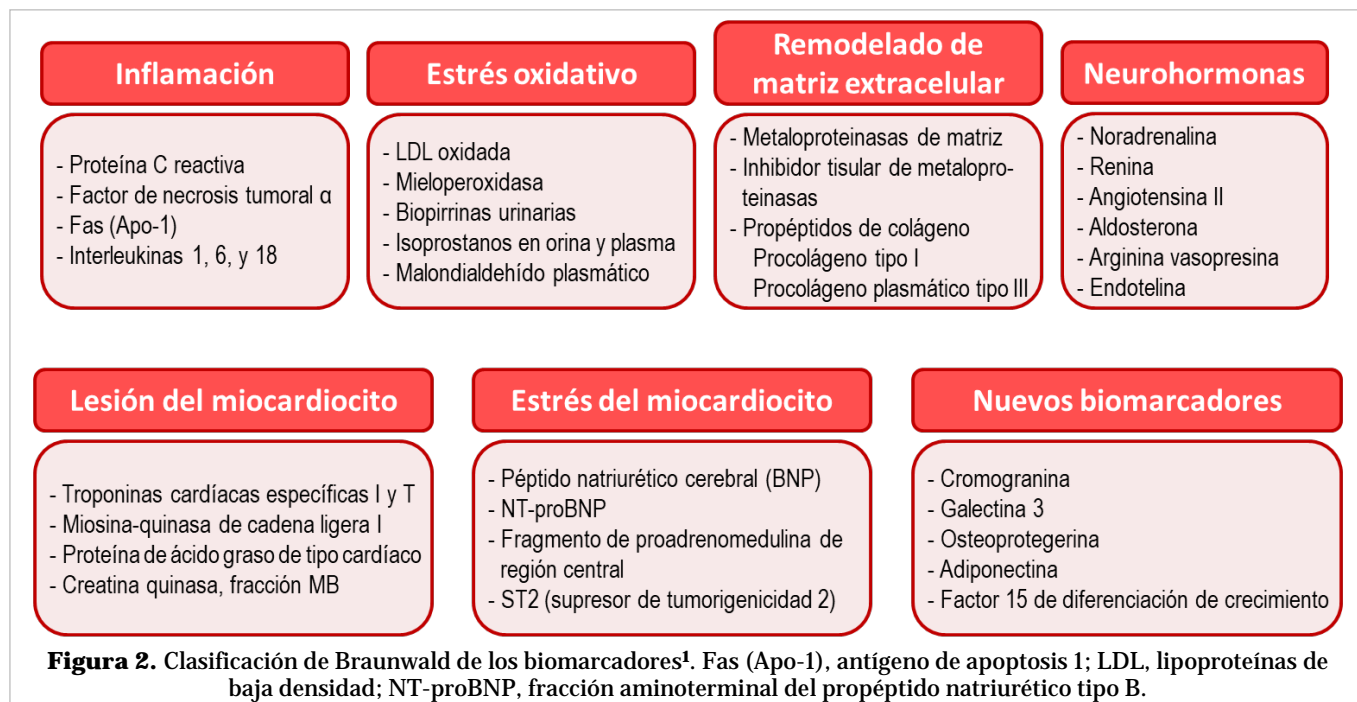 Inflamación
- Proteína C reactiva
- Factor de necrosis tumoral α
- Fas (Apo-1)
- Interleukinas 1, 6, y 18
Estrés oxidativo
- LDL oxidada
- Mieloperoxidasa
- Biopirrinas urinarias
- Isoprostanos en orina y plasma
- Malondialdehído plasmático
Remodelado de
matriz extracelular
- Metaloproteinasas de matriz
- Inhibidor tisular de metalopro-
teinasas
- Propéptidos de colágeno
Procolágeno tipo I
Procolágeno plasmático tipo III
Neurohormonas
- Noradrenalina
- Renina
- Angiotensina II
- Aldosterona
- Arginina vasopresina
- Endotelina
Lesión del miocardiocito
- Troponinas cardíacas específicas I y T
- Miosina-quinasa de cadena ligera I
- Proteína de ácido graso de tipo cardíaco
- Creatina quinasa, fracción MB
Estrés del miocardiocito
- Péptido natriurético cerebral (BNP)
- NT-proBNP
- Fragmento de proadrenomedulina de
región central
- ST2 (supresor de tumorigenicidad 2)
Nuevos biomarcadores
- Cromogranina
- Galectina 3
- Osteoprotegerina
- Adiponectina
- Factor 15 de diferenciación de crecimiento
Figura 2. Clasificación de Braunwald de los biomarcadores¹. Fas (Apo-1), antígeno de apoptosis 1; LDL, lipoproteínas de
baja densidad; NT-proBNP, fracción aminoterminal del propéptido natriurético tipo B.